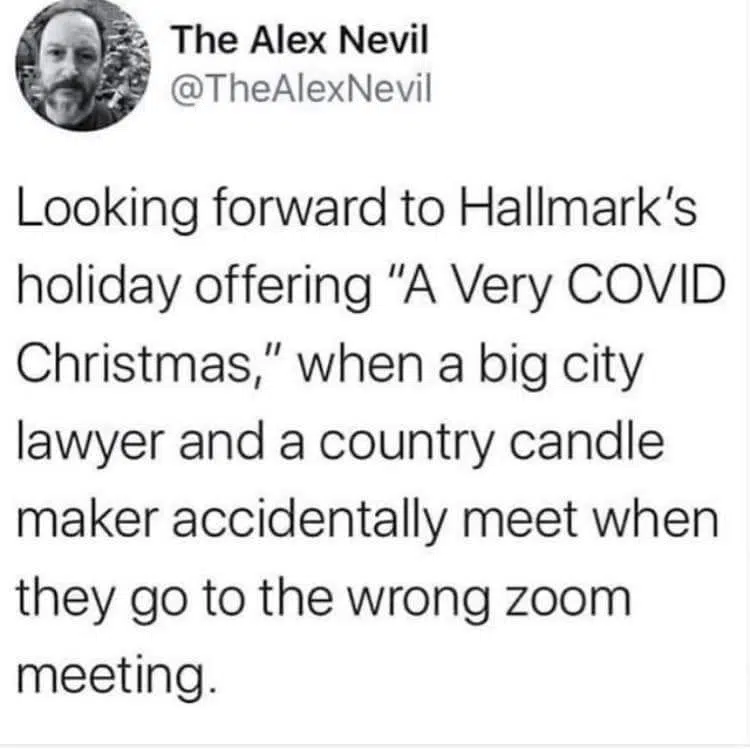 The Alex Nevil
@TheAlexNevil
Looking forward to Hallmark's
holiday offering "A Very COVID
Christmas," when a big city
lawyer and a country candle
maker accidentally meet when
they go to the wrong zoom
meeting.